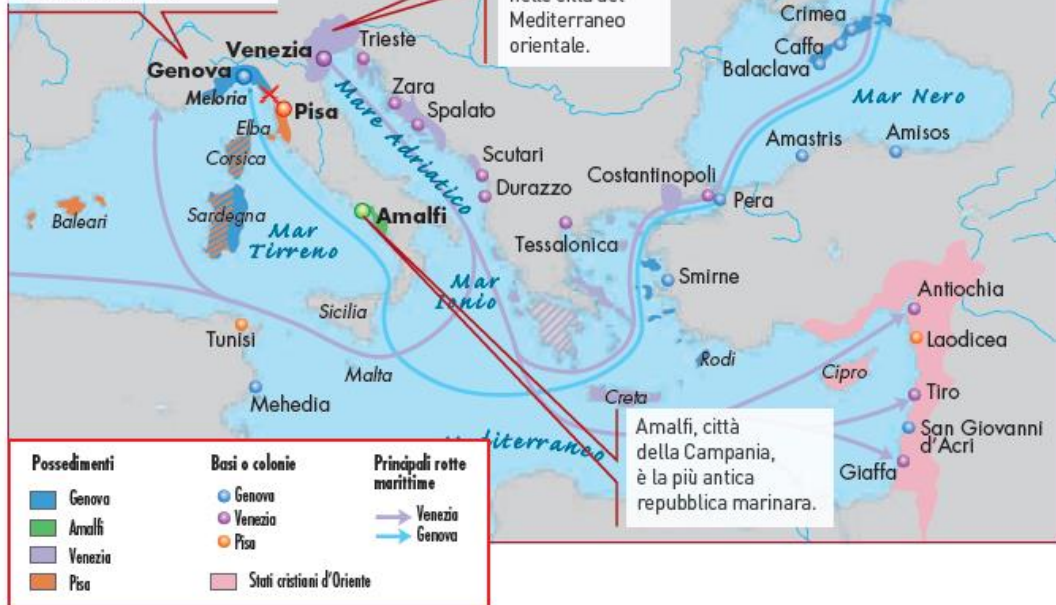 Mediterraneo
orientale.
Crimea
Caffa
Balaclava
Mar Nero
Amastris
Amisos
Venezia
Trieste
Genova
Meloria
Pisa
Zara
Spalato
Elba
Corsica
Mare Adriatico
Scutari
Durazzo
Costantinopoli
Pera
Baleari
Sardegna
Mar
Tirreno
Amalfi
Tessalonica
Mar
Ionio
Smirne
Antiochia
Sicilia
Tunisi
Laodicea
Rodi
Cipro
Malta
Mehedia
Creta
Tiro
San Giovanni
d'Acri
Giaffa
Amalfi, città
della Campania,
è la più antica
repubblica marinara.
Possedimenti
Genova
Amalfi
Venezia
Pisa
Basi o colonie
Genova
Venezia
Pisa
Stati cristiani d'Oriente
Principali rotte
marittime
Venezia
Genova